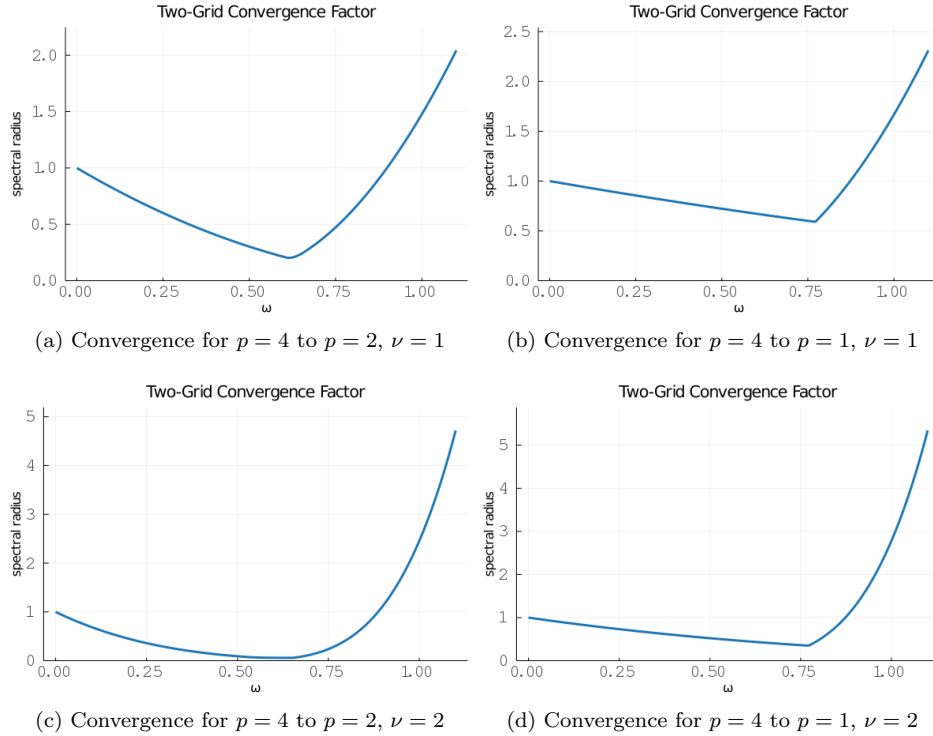 Two-Grid Convergence Factor
spectral radius
2.0
1.5
1.0
0.5
0.0
0.00 0.25 0.50 0.75 1.00
ω
(a) Convergence for p = 4 to p = 2, ν = 1
Two-Grid Convergence Factor
spectral radius
2.5
2.0
1.5
1.0
0.5
0.0
0.00 0.25 0.50 0.75 1.00
ω
(b) Convergence for p = 4 to p = 1, ν = 1
Two-Grid Convergence Factor
spectral radius
5
4
3
2
1
0
0.00 0.25 0.50 0.75 1.00
ω
(c) Convergence for p = 4 to p = 2, ν = 2
Two-Grid Convergence Factor
spectral radius
5
4
3
2
1
0
0.00 0.25 0.50 0.75 1.00
ω
(d) Convergence for p = 4 to p = 1, ν = 2